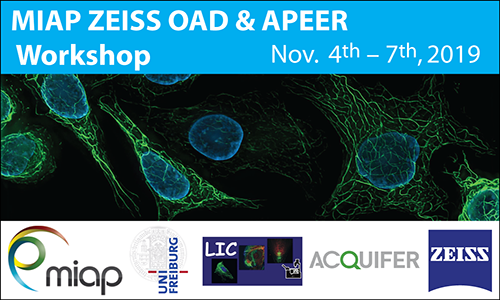 MIAP ZEISS OAD & APEER
Workshop
Nov. 4th – 7th, 2019
miap
UNI
FREIBURG
LIC
ACQUIFER
ZEISS